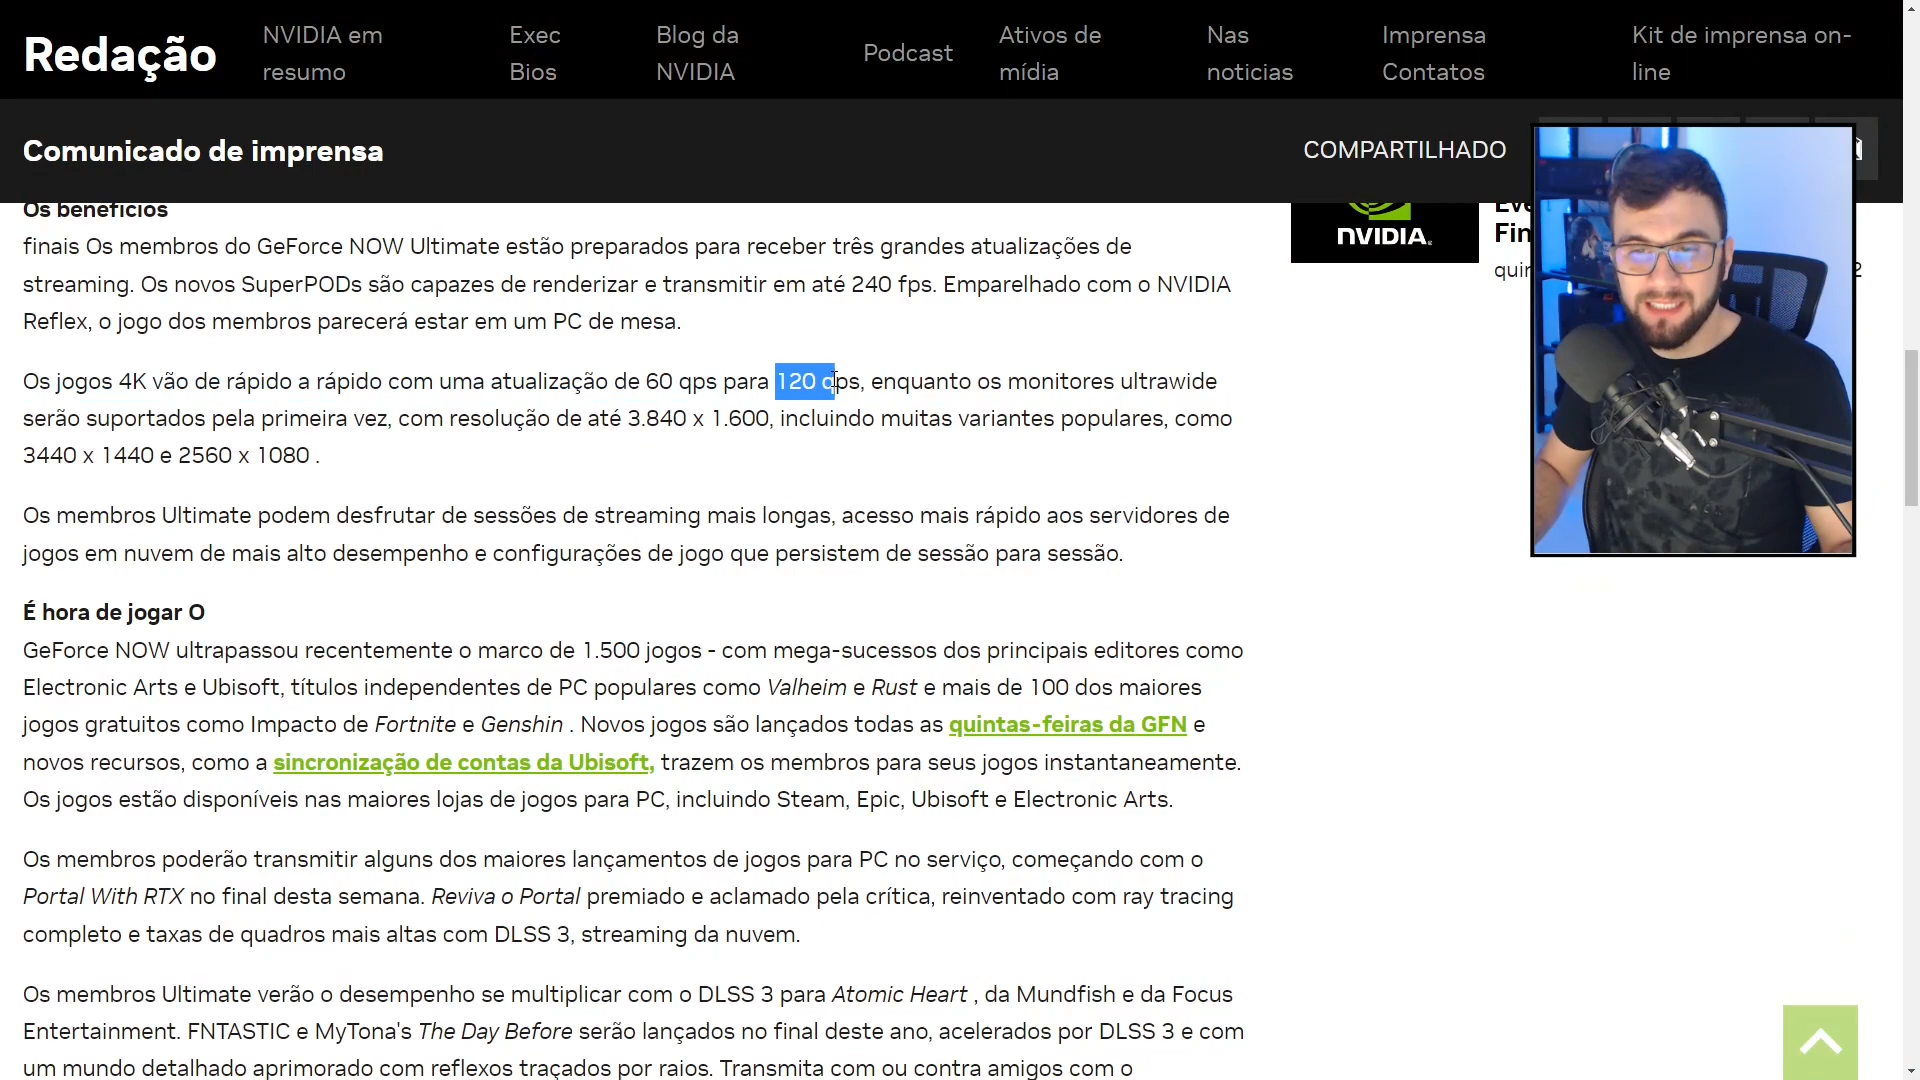 Redação
NVIDIA em
resumo
Exec
Bios
Blog da
NVIDIA
Podcast
Ativos de
mídia
Nas
noticias
Imprensa
Contatos
Kit de imprensa on-
line
Comunicado de imprensa
COMPARTILHADO
Os benefícios
finais Os membros do GeForce NOW Ultimate estão preparados para receber três grandes atualizações de
streaming. Os novos SuperPODs são capazes de renderizar e transmitir em até 240 fps. Emparelhado com o NVIDIA
Reflex, o jogo dos membros parecerá estar em um PC de mesa.
Os jogos 4K vão de rápido a rápido com uma atualização de 60 qps para 120 qps, enquanto os monitores ultrawide
serão suportados pela primeira vez, com resolução de até 3.840 x 1.600, incluindo muitas variantes populares, como
3440 x 1440 e 2560 x 1080 .
Os membros Ultimate podem desfrutar de sessões de streaming mais longas, acesso mais rápido aos servidores de
jogos em nuvem de mais alto desempenho e configurações de jogo que persistem de sessão para sessão.
É hora de jogar O
GeForce NOW ultrapassou recentemente o marco de 1.500 jogos - com mega-sucessos dos principais editores como
Electronic Arts e Ubisoft, títulos independentes de PC populares como Valheim e Rust e mais de 100 dos maiores
jogos gratuitos como Impacto de Fortnite e Genshin . Novos jogos são lançados todas as quintas-feiras da GFN e
novos recursos, como a sincronização de contas da Ubisoft, trazem os membros para seus jogos instantaneamente.
Os jogos estão disponíveis nas maiores lojas de jogos para PC, incluindo Steam, Epic, Ubisoft e Electronic Arts.
Os membros poderão transmitir alguns dos maiores lançamentos de jogos para PC no serviço, começando com o
Portal With RTX no final desta semana. Reviva o Portal premiado e aclamado pela crítica, reinventado com ray tracing
completo e taxas de quadros mais altas com DLSS 3, streaming da nuvem.
Os membros Ultimate verão o desempenho se multiplicar com o DLSS 3 para Atomic Heart , da Mundfish e da Focus
Entertainment. FNTASTIC e MyTona's The Day Before serão lançados no final deste ano, acelerados por DLSS 3 e com
um mundo detalhado aprimorado com reflexos traçados por raios. Transmita com ou contra amigos com o
NVIDIA.